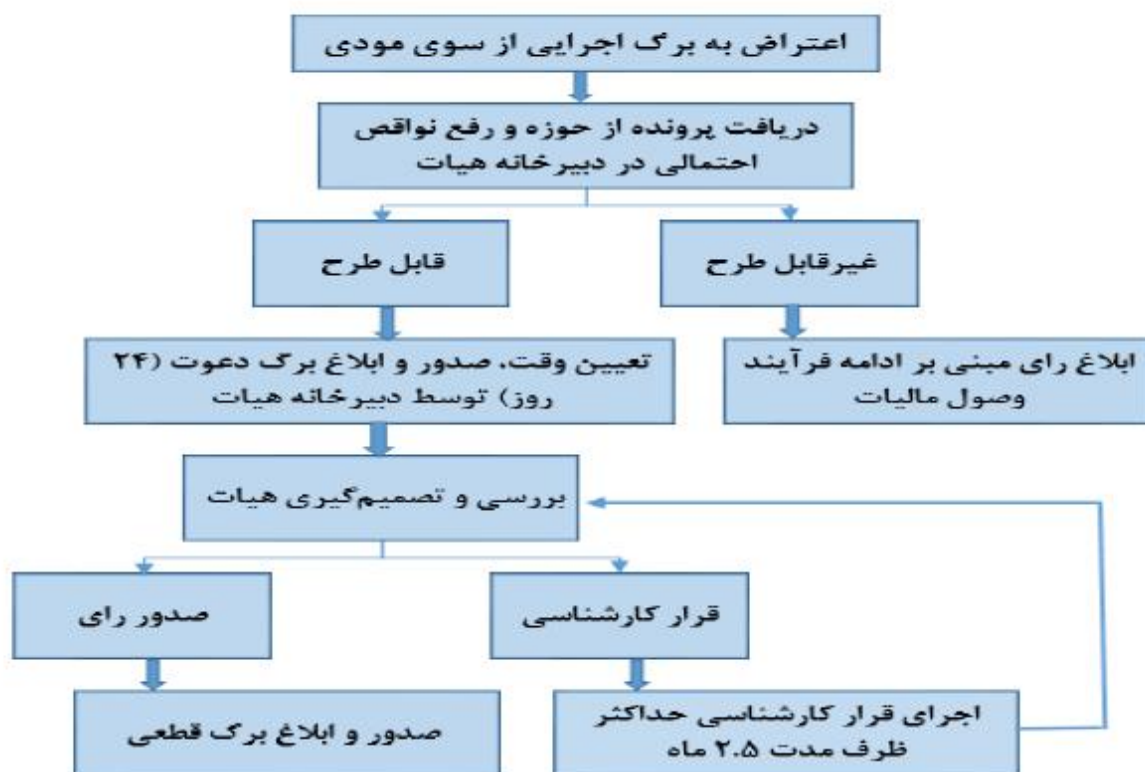 اعتراض به برگ اجرایی از سوی مودی
دریافت پرونده از حوزه و رفع نواقص
احتمالی در دبیرخانه هیات
غیرقابل طرح
قابل طرح
ابلاغ رای مبنی بر ادامه فرآیند
وصول مالیات
تعیین وقت، صدور و ابلاغ برگ دعوت (۲۴
روز) توسط دبیرخانه هیات
بررسی و تصمیم‌گیری هیات
قرار کارشناسی
صدور رای
اجرای قرار کارشناسی حداکثر
ظرف مدت ۲.۵ ماه
صدور و ابلاغ برگ قطعی